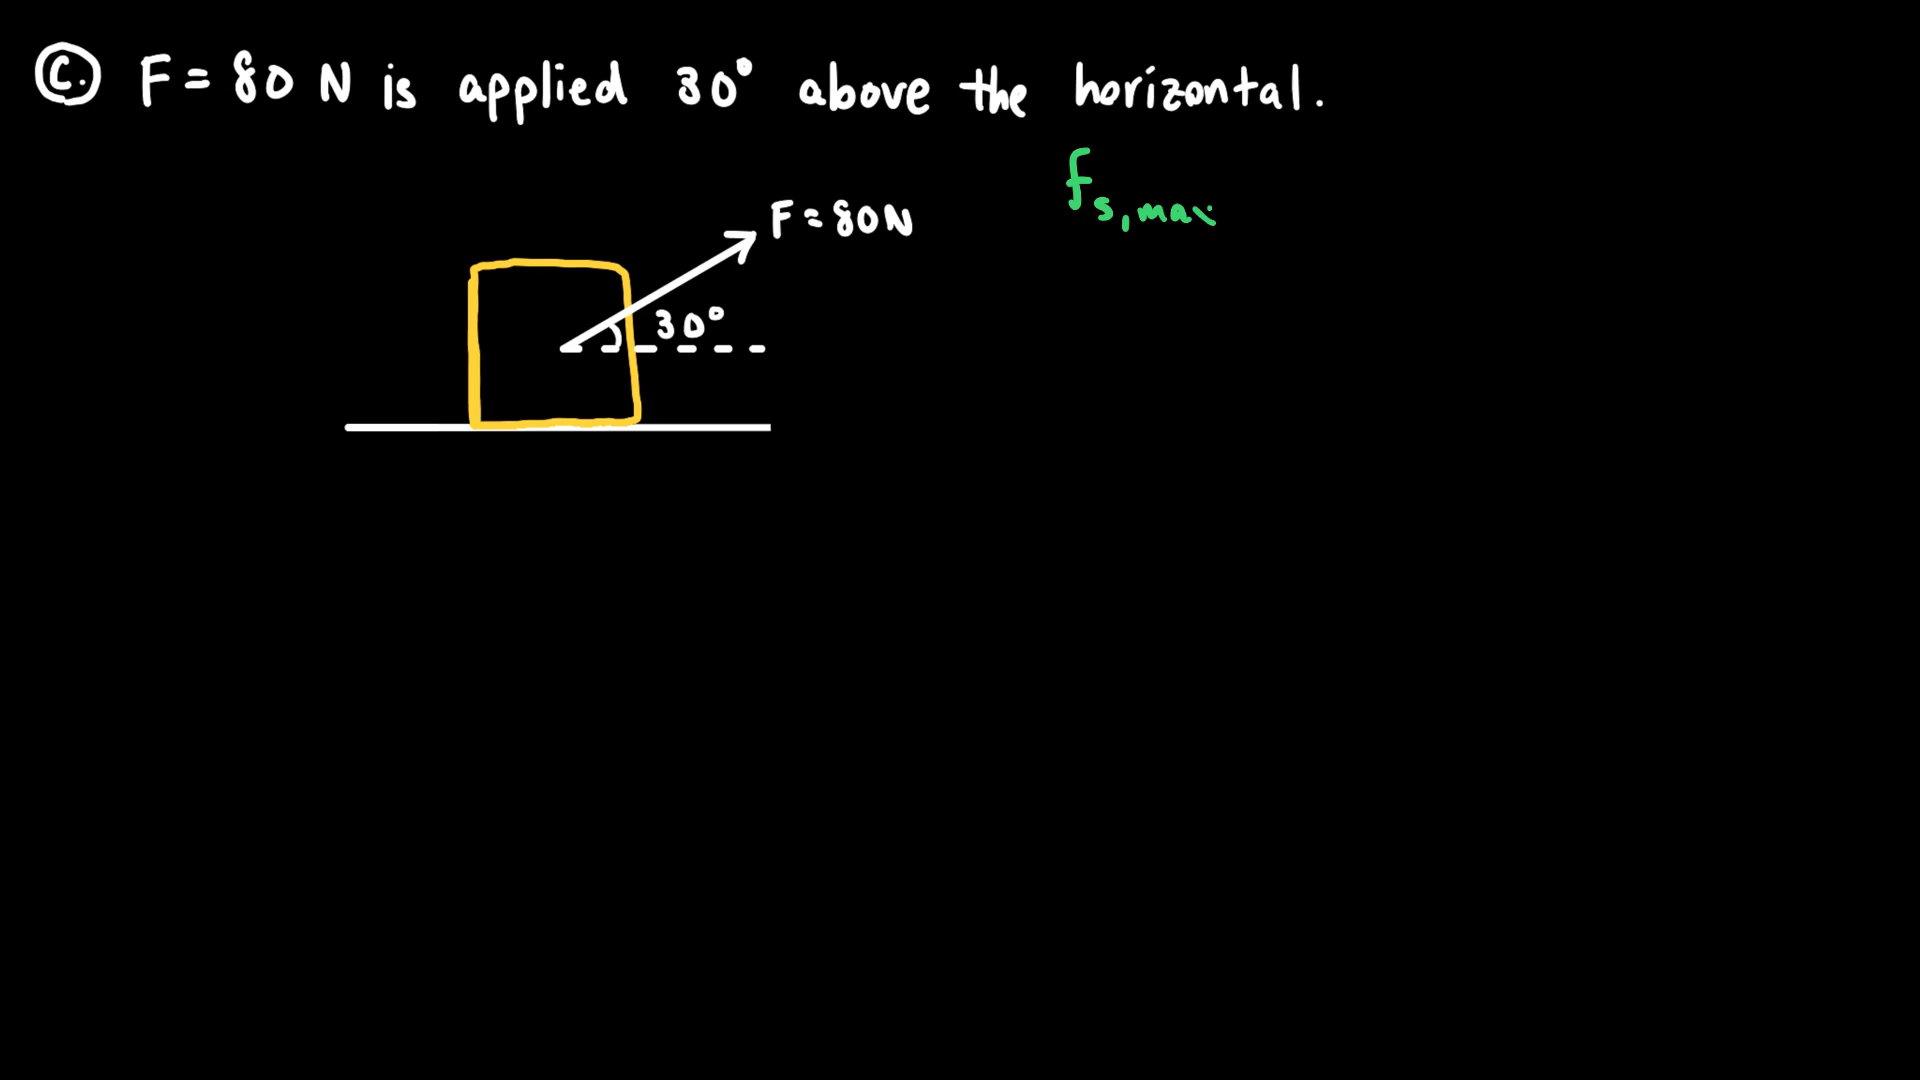 C. F = 80 N is applied 30° above the horizontal.
fs,max
F = 80N
30°